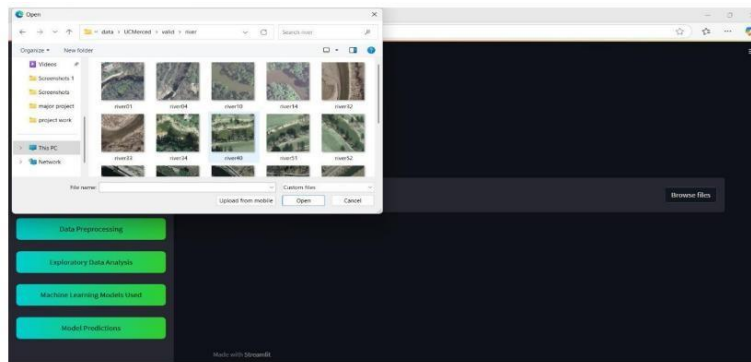 Open
data > UCMerced > valid > river
Search river
Organize
New folder
Videos
Screenshots 1
Screenshots
major project
project work
This PC
Network
river01 river04 river10 river14 river32
river33 river34 river40 river51 river52
File name:
Custom files
Upload from mobile
Open
Cancel
Browse files
Data Preprocessing
Exploratory Data Analysis
Machine Learning Models Used
Model Predictions
Made with Streamlit